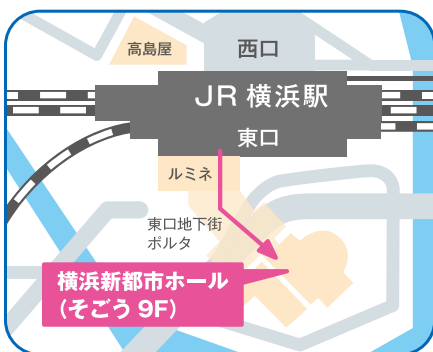 高島屋
西口
JR 横浜駅
東口
ルミネ
東口地下街
ポルタ
横浜新都市ホール
（そごう 9F）